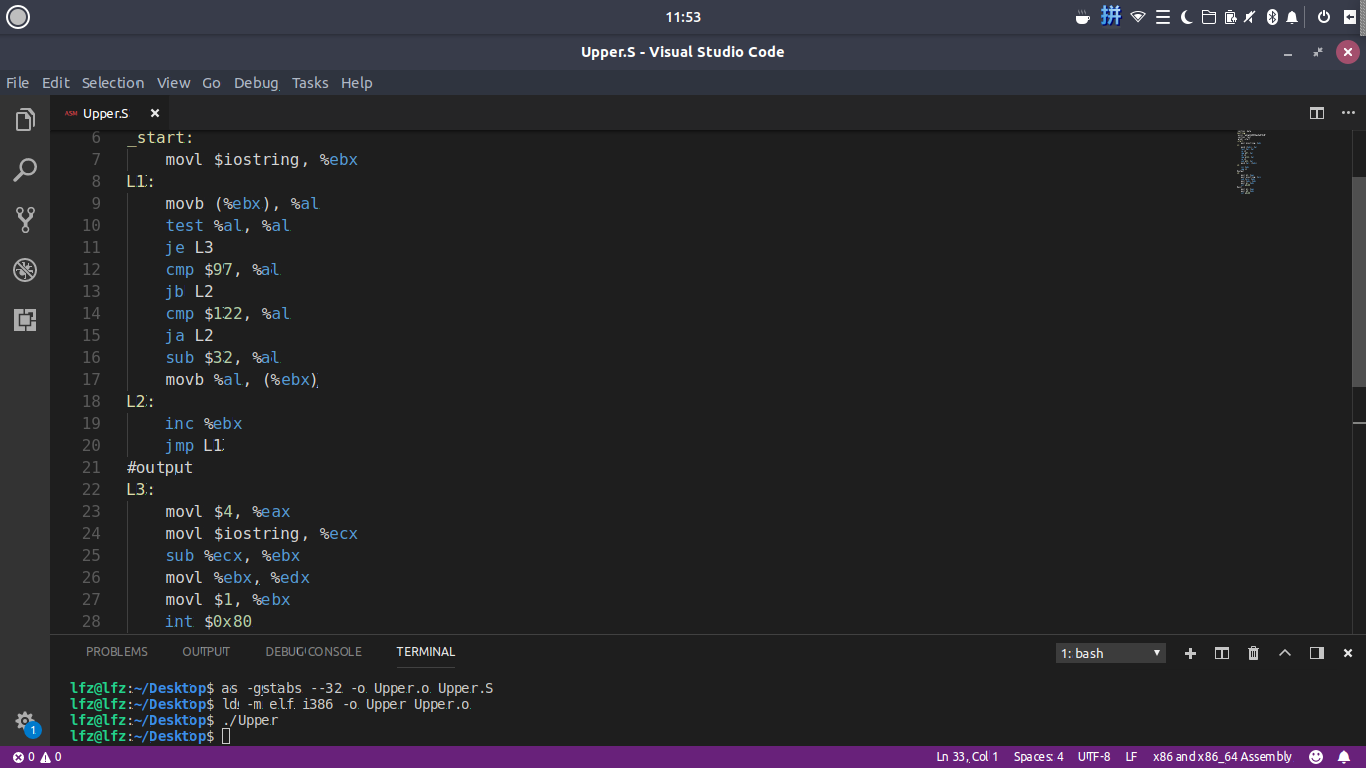 11:53
拼
Upper.S - Visual Studio Code
File Edit Selection View Go Debug Tasks Help
ASM Upper.S
6 _start:
7 movl $iostring, %ebx
8 L1:
9 movb (%ebx), %al
10 test %al, %al
11 je L3
12 cmp $97, %al
13 jb L2
14 cmp $122, %al
15 ja L2
16 sub $32, %al
17 movb %al, (%ebx)
18 L2:
19 inc %ebx
20 jmp L1
21 #output
22 L3:
23 movl $4, %eax
24 movl $iostring, %ecx
25 sub %ecx, %ebx
26 movl %ebx, %edx
27 movl $1, %ebx
28 int $0x80
PROBLEMS OUTPUT DEBUG CONSOLE TERMINAL 1: bash
lfz@lfz:~/Desktop$ as -gstabs --32 -o Upper.o Upper.S
lfz@lfz:~/Desktop$ ld -m elf_i386 -o Upper Upper.o
lfz@lfz:~/Desktop$ ./Upper
lfz@lfz:~/Desktop$
1
0 0 Ln 33, Col 1 Spaces: 4 UTF-8 LF x86 and x86_64 Assembly